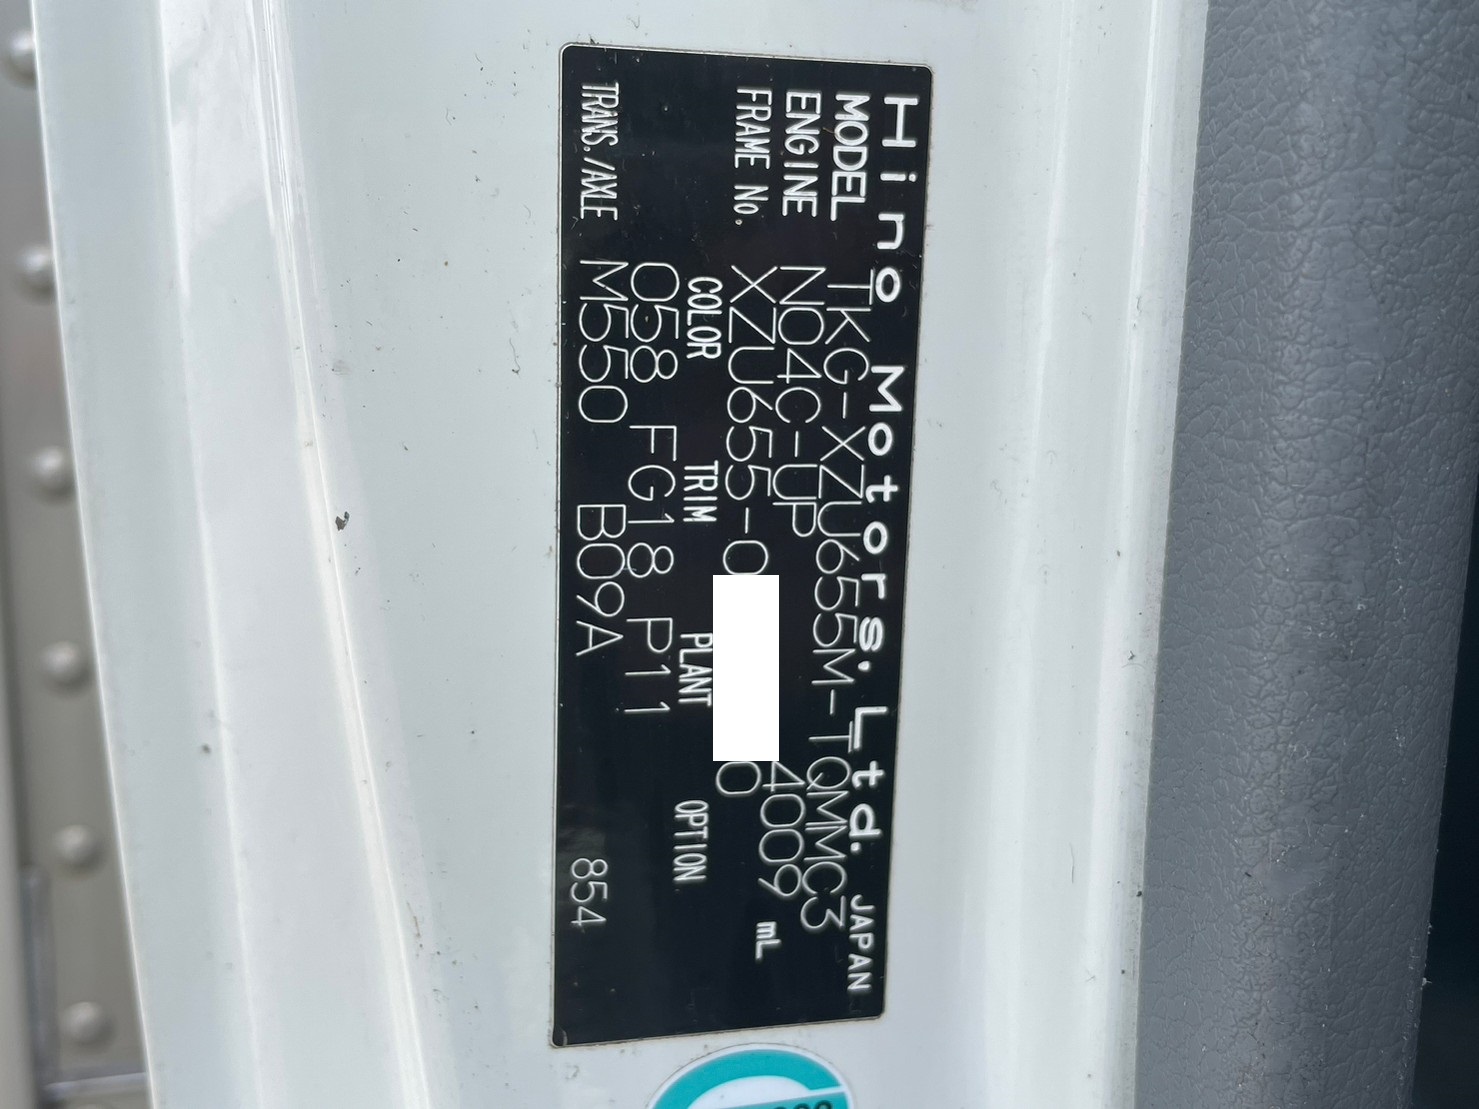 Hino Motors, Ltd. JAPAN
MODEL TKG-XZU655M-TQMMC3
ENGINE N04C-UP 4009 mL
FRAME No. XZU655-0 0
COLOR TRIM PLANT OPTION
058 FG18 P11
TRANS./AXLE M550 B09A 854